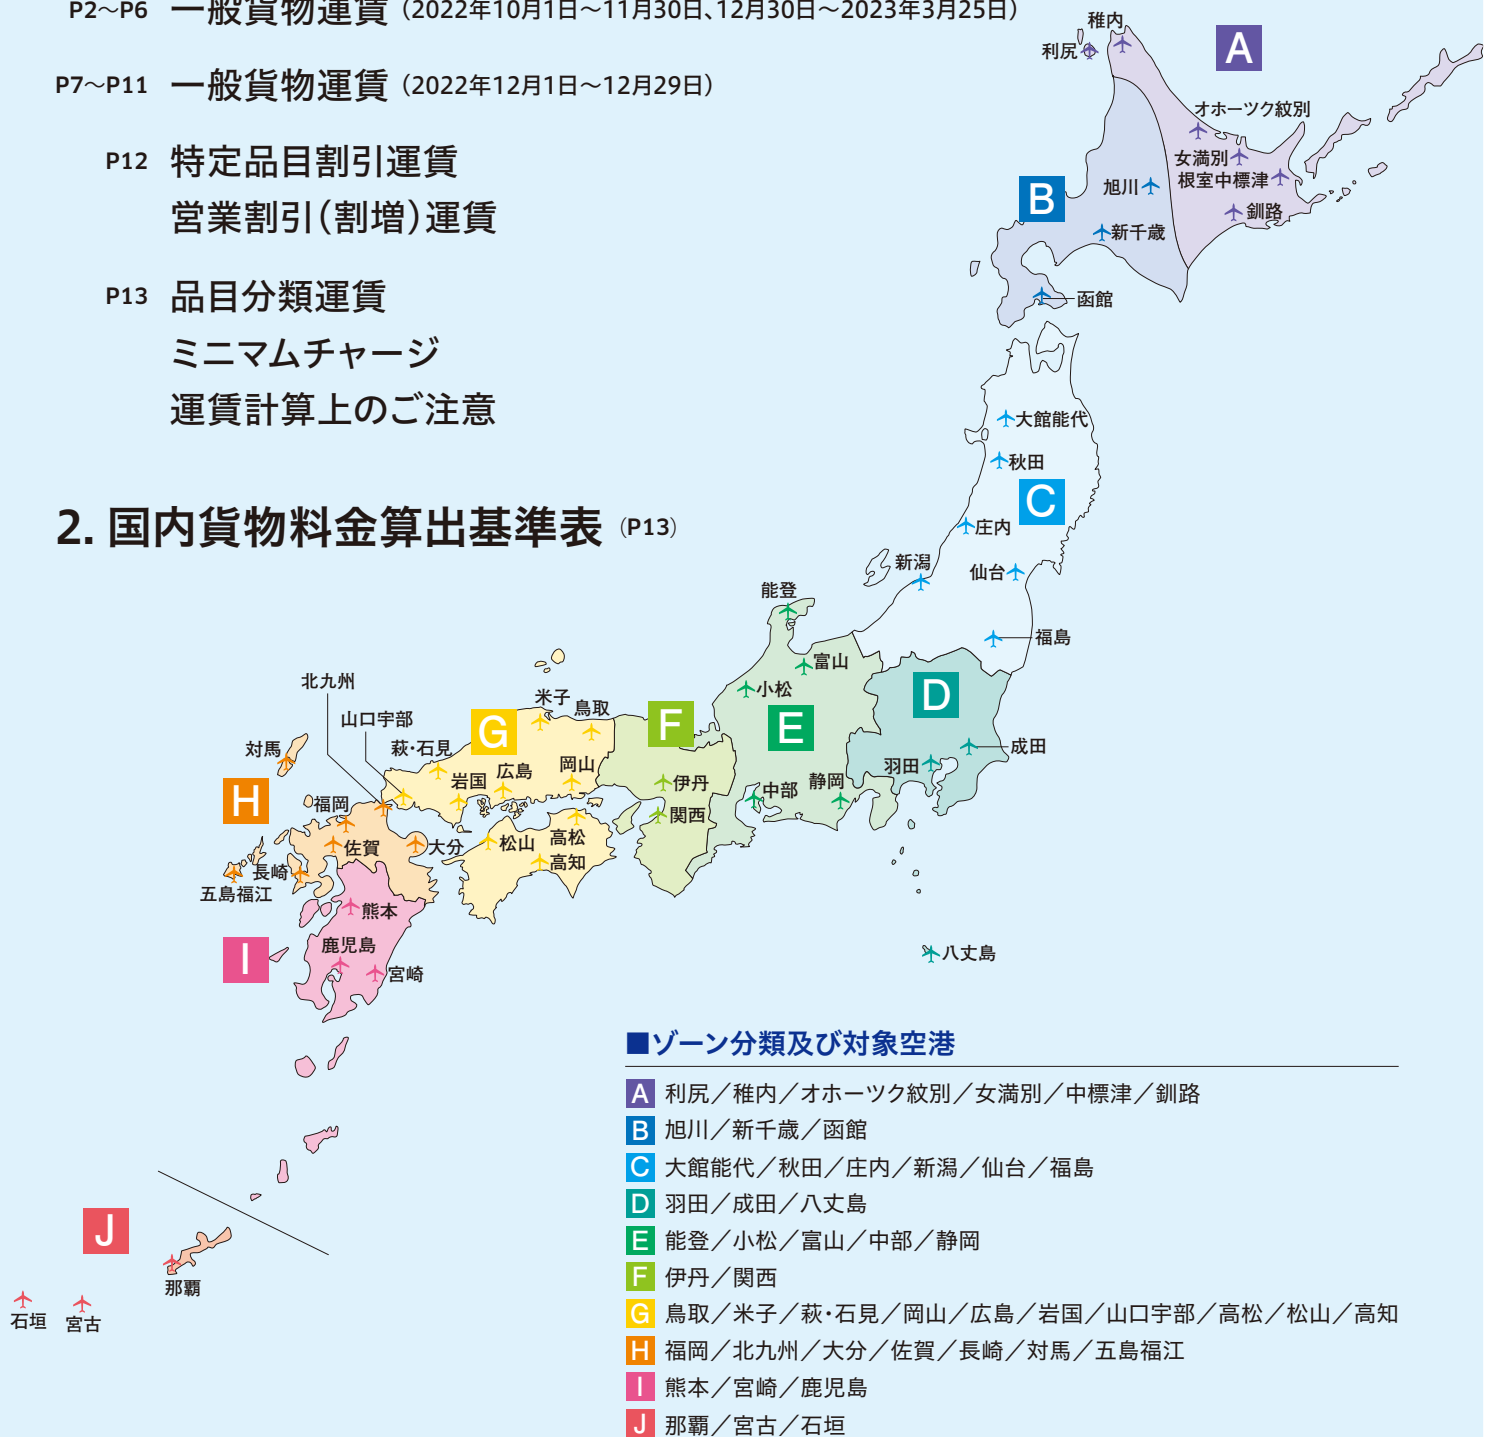 P2〜P6 一般貨物運賃（2022年10月1日〜11月30日、12月30日〜2023年3月25日）
P7〜P11 一般貨物運賃（2022年12月1日〜12月29日）
P12 特定品目割引運賃
営業割引（割増）運賃
P13 品目分類運賃
ミニマムチャージ
運賃計算上のご注意
2. 国内貨物料金算出基準表（P13）
稚内
利尻
A
オホーツク紋別
女満別
根室中標津
釧路
B
旭川
新千歳
函館
大館能代
秋田
C
庄内
新潟
仙台
福島
能登
富山
小松
E
中部
静岡
D
成田
羽田
八丈島
F
伊丹
関西
G
米子
鳥取
萩・石見
岡山
広島
岩国
山口宇部
北九州
松山
高松
高知
対馬
H
福岡
佐賀
大分
長崎
五島福江
I
熊本
鹿児島
宮崎
J
那覇
石垣
宮古
■ゾーン分類及び対象空港
A 利尻／稚内／オホーツク紋別／女満別／中標津／釧路
B 旭川／新千歳／函館
C 大館能代／秋田／庄内／新潟／仙台／福島
D 羽田／成田／八丈島
E 能登／小松／富山／中部／静岡
F 伊丹／関西
G 鳥取／米子／萩・石見／岡山／広島／岩国／山口宇部／高松／松山／高知
H 福岡／北九州／大分／佐賀／長崎／対馬／五島福江
I 熊本／宮崎／鹿児島
J 那覇／宮古／石垣